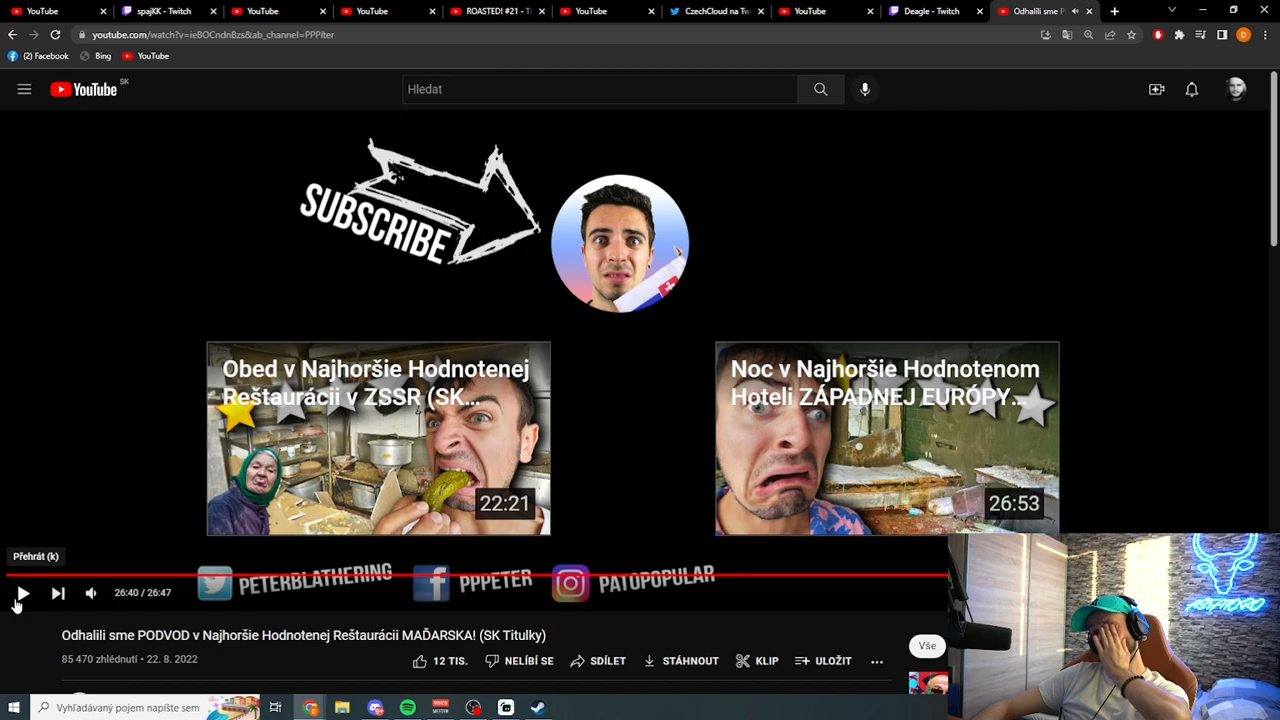 YouTube
spajKK - Twitch
YouTube
YouTube
ROASTED! #21 - T
YouTube
CzechCloud na Tw
YouTube
Deagle - Twitch
Odhalili sme P
youtube.com/watch?v=ieBOCndnBzs&ab_channel=PPPíter
(2) Facebook
Bing
YouTube
YouTube SK
Hledat
SUBSCRIBE
Obed v Najhoršie Hodnotenej
Reštaurácii v ZSSR (SK...
22:21
Noc v Najhoršie Hodnotenom
Hoteli ZÁPADNEJ EURÓPY...
26:53
Přehrát (k)
PETERBLATHERING
PPPETER
PATOPOPULAR
26:40 / 26:47
Odhalili sme PODVOD v Najhoršie Hodnotenej Reštaurácii MAĎARSKA! (SK Titulky)
85 470 zhlédnutí • 22. 8. 2022
12 TIS.
NELÍBÍ SE
SDÍLET
STÁHNOUT
KLIP
ULOŽIT
Vše
Vyhľadávaný pojem napíšte sem